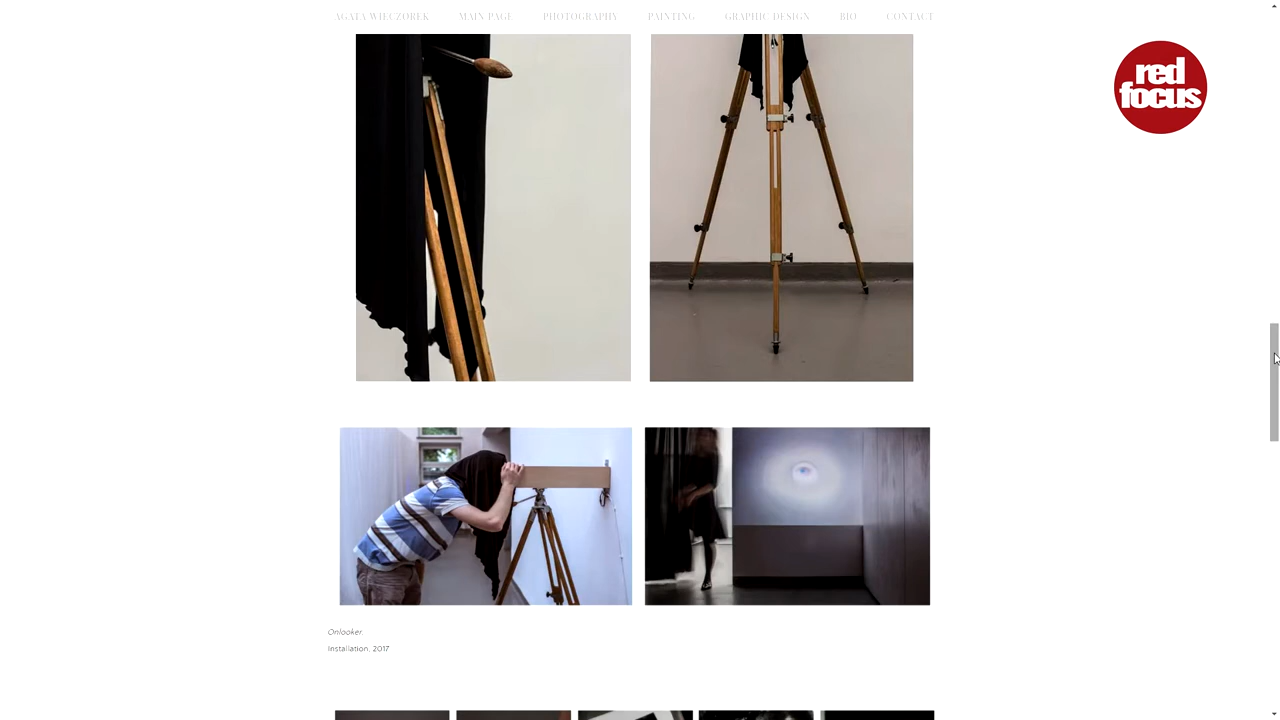 AGATA WIECZOREK MAIN PAGE PHOTOGRAPHY PAINTING GRAPHIC DESIGN BIO CONTACT
red
focus
Onlooker
Installation, 2017